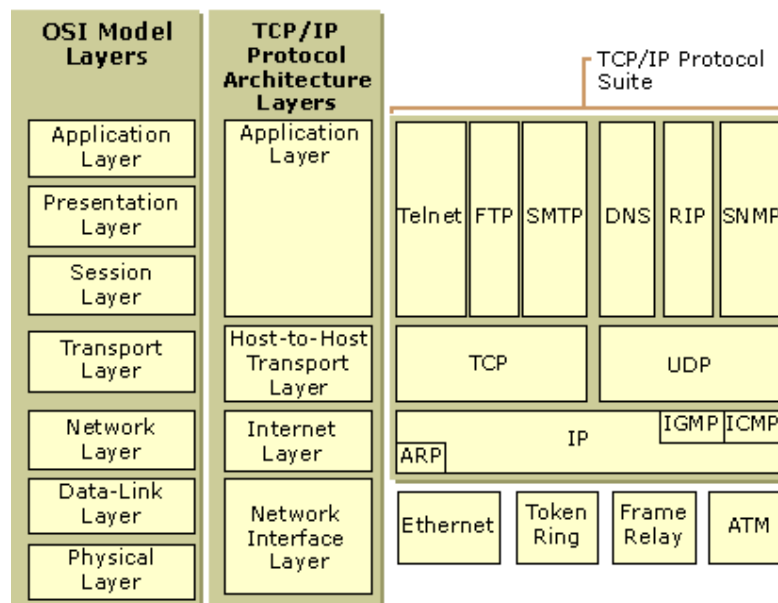 OSI Model
Layers
Application
Layer
Presentation
Layer
Session
Layer
Transport
Layer
Network
Layer
Data-Link
Layer
Physical
Layer
TCP/IP
Protocol
Architecture
Layers
Application
Layer
Host-to-Host
Transport
Layer
Internet
Layer
Network
Interface
Layer
TCP/IP Protocol
Suite
Telnet
FTP
SMTP
DNS
RIP
SNMP
TCP
UDP
IP
ARP
IGMP
ICMP
Ethernet
Token
Ring
Frame
Relay
ATM